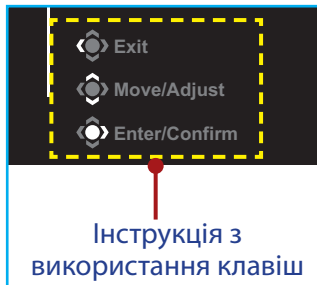 Exit
Move/Adjust
Enter/Confirm
Інструкція з
використання клавіш